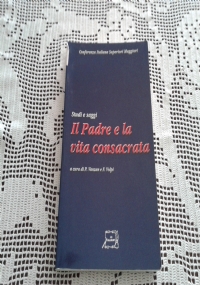 Conferenza Italiana Superiori Maggiori
Studi e saggi
Il Padre e la
vita consacrata
a cura di P. Vanzan e F. Volpi